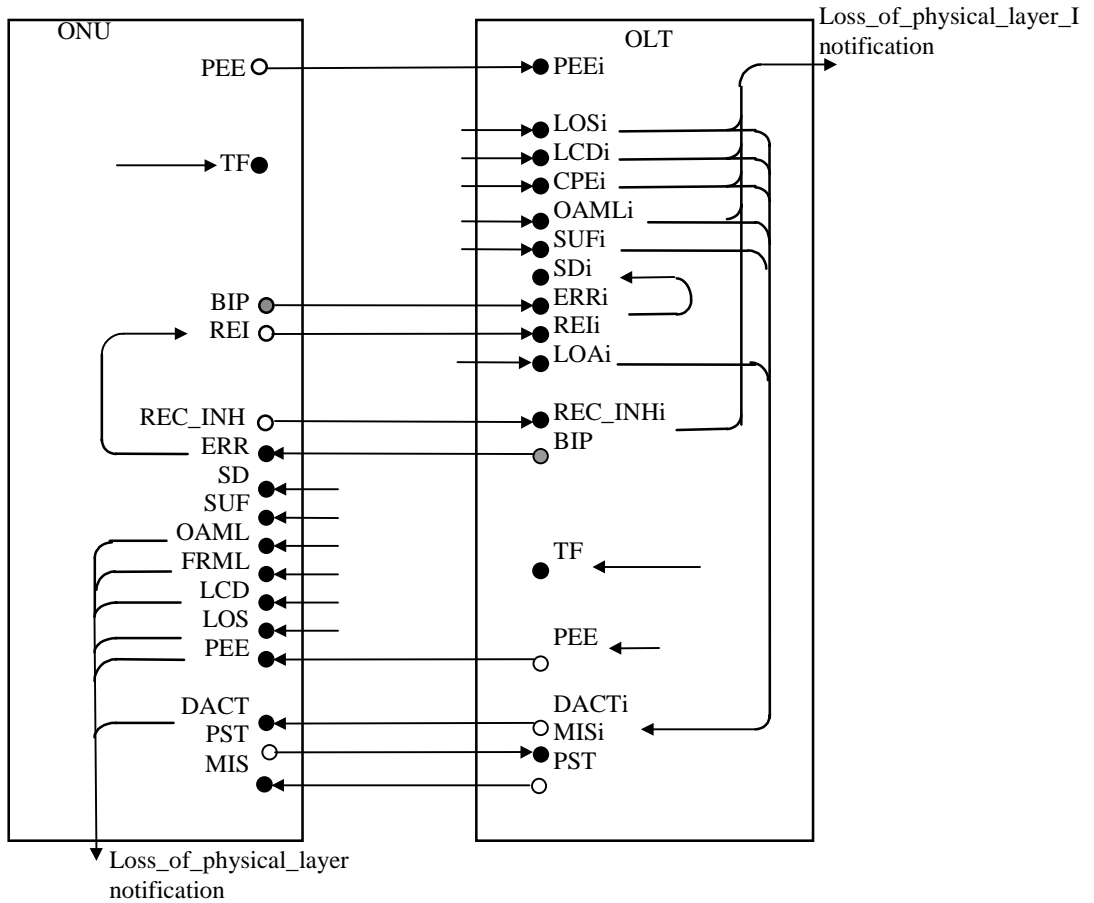 Loss_of_physical_layer_I
notification
ONU
OLT
PEE
PEEi
LOSi
LCDi
TF
CPEi
OAMLi
SUFi
SDi
BIP
ERRi
REI
REIi
LOAi
REC_INH
REC_INHi
ERR
BIP
SD
SUF
OAML
FRML
TF
LCD
LOS
PEE
PEE
DACT
DACTi
PST
MISi
MIS
PST
Loss_of_physical_layer
notification